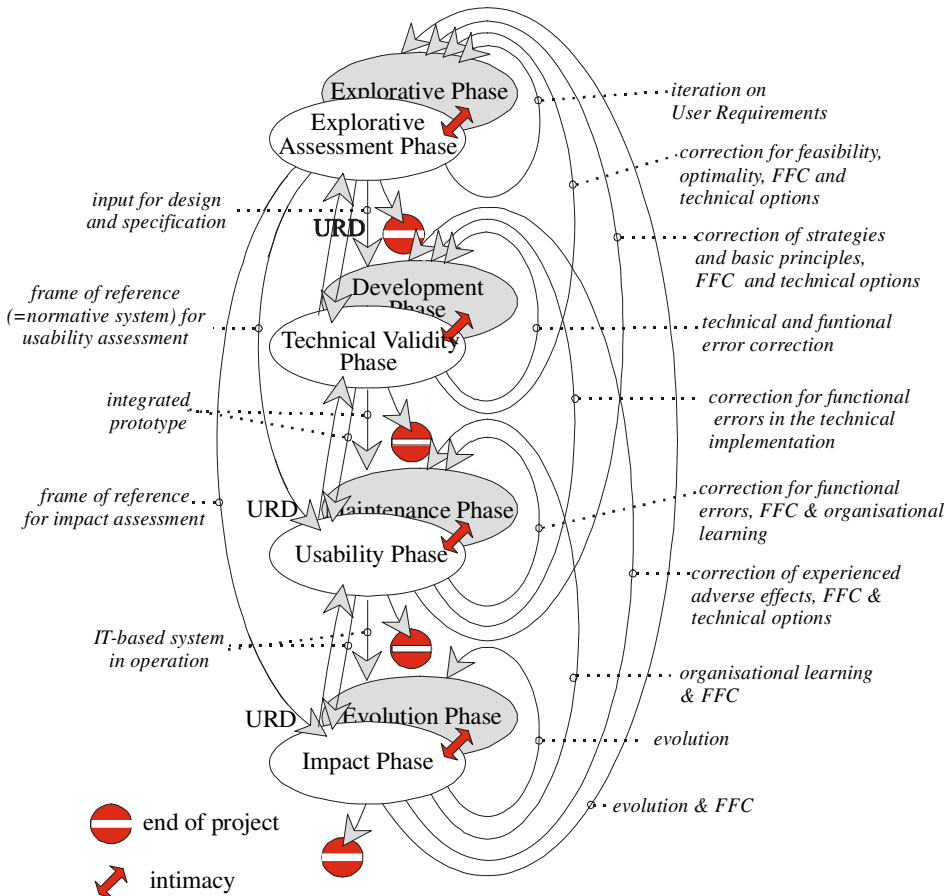 Explorative Phase
Explorative
Assessment Phase
iteration on
User Requirements
correction for feasibility,
optimality, FFC and
technical options
input for design
and specification
URD
correction of strategies
and basic principles,
FFC and technical options
Development
Phase
frame of reference
(=normative system) for
usability assessment
Technical Validity
Phase
technical and funtional
error correction
integrated
prototype
correction for functional
errors in the technical
implementation
frame of reference
for impact assessment
URD
Maintenance Phase
Usability Phase
correction for functional
errors, FFC & organisational
learning
correction of experienced
adverse effects, FFC &
technical options
IT-based system
in operation
organisational learning
& FFC
URD
Evolution Phase
Impact Phase
evolution
evolution & FFC
end of project
intimacy